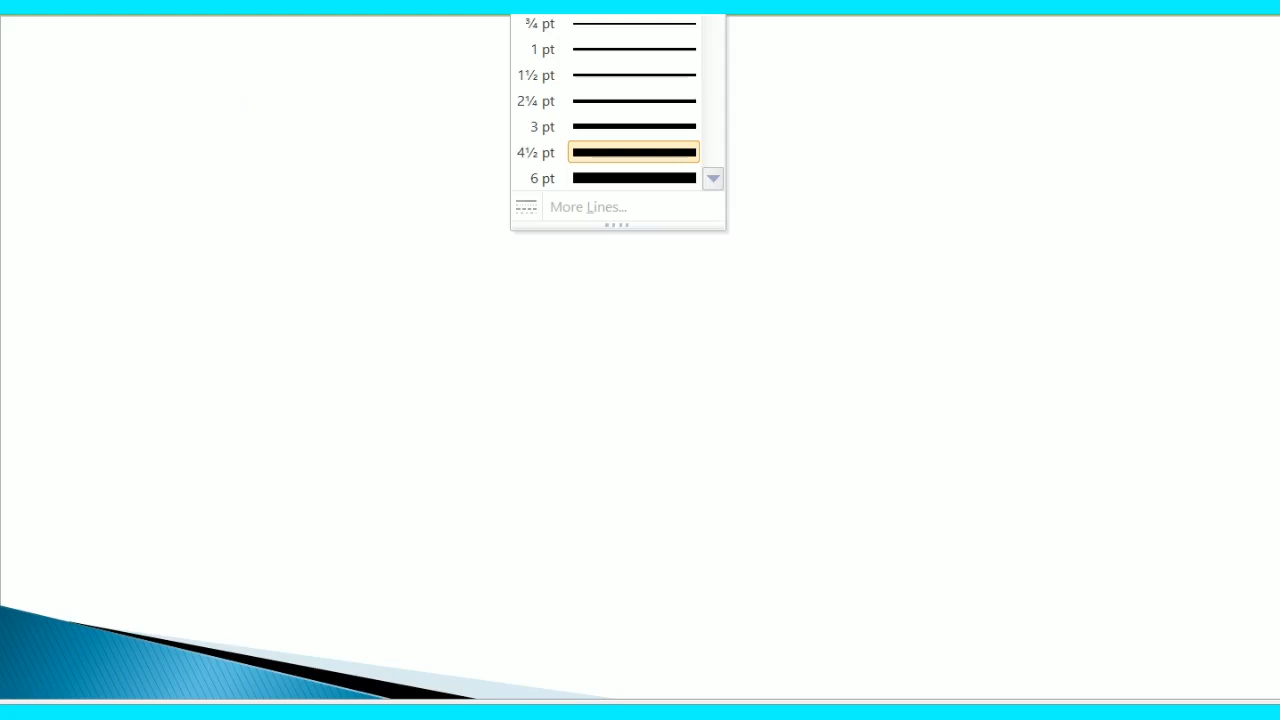 ¾ pt
1 pt
1½ pt
2¼ pt
3 pt
4½ pt
6 pt
More Lines...